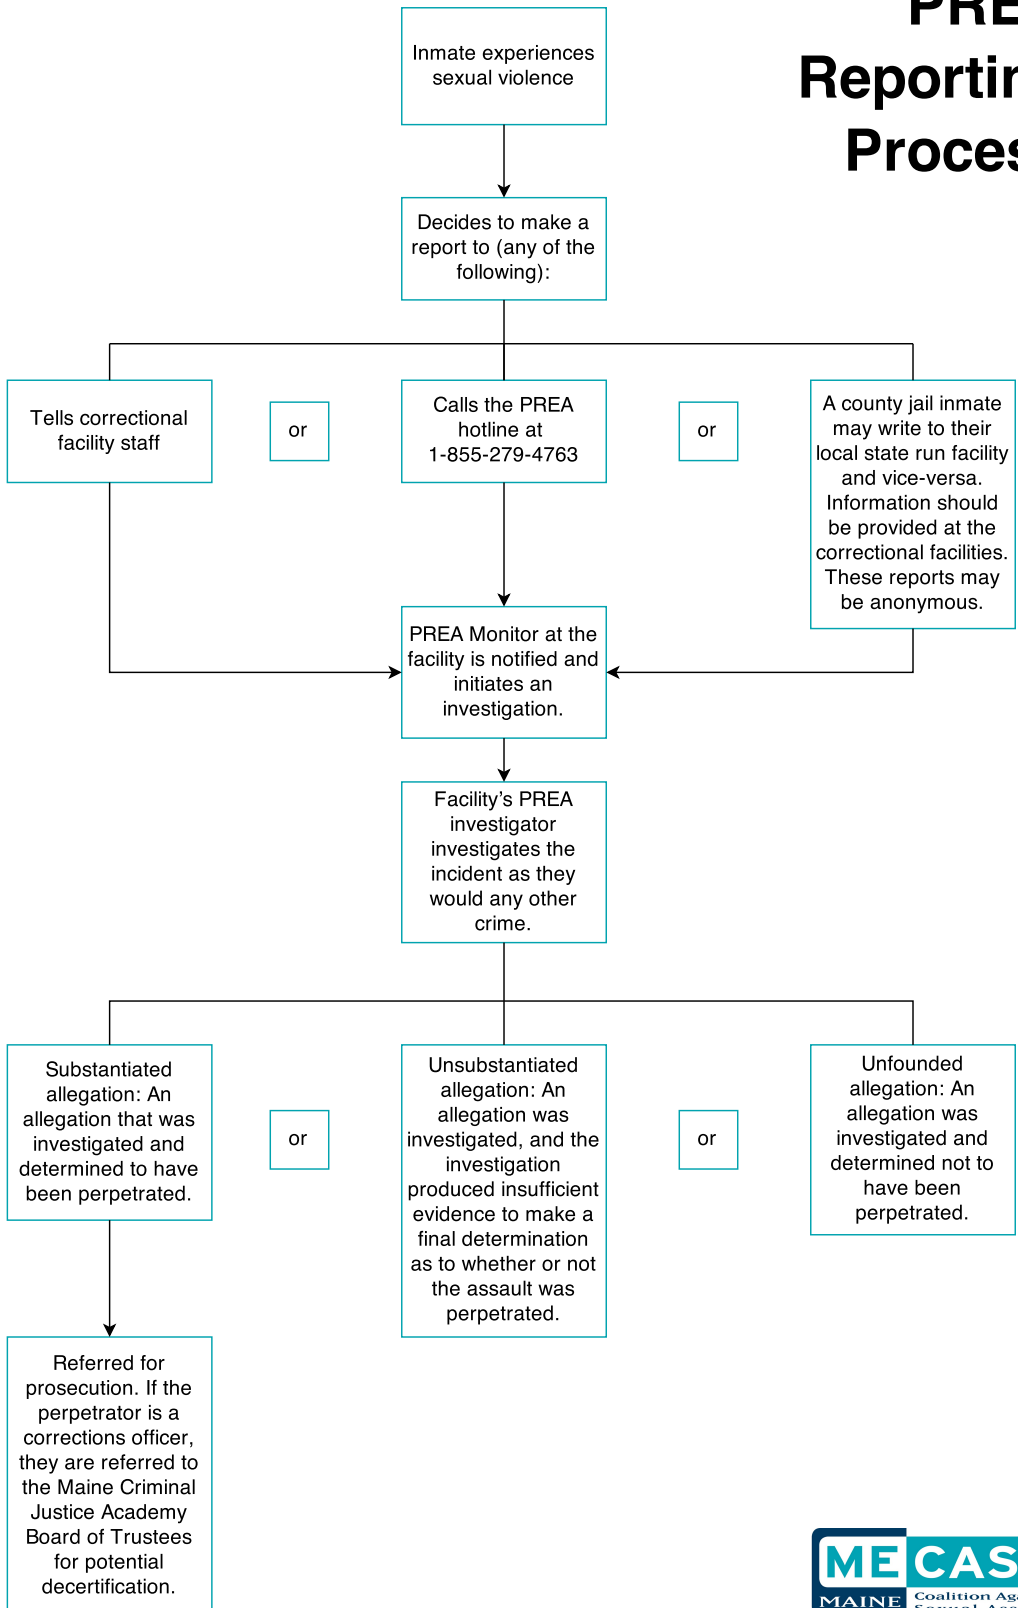 PRE
Reportin
Proces
Inmate experiences
sexual violence
Decides to make a
report to (any of the
following):
Tells correctional
facility staff
or
Calls the PREA
hotline at
1-855-279-4763
or
A county jail inmate
may write to their
local state run facility
and vice-versa.
Information should
be provided at the
correctional facilities.
These reports may
be anonymous.
PREA Monitor at the
facility is notified and
initiates an
investigation.
Facility's PREA
investigator
investigates the
incident as they
would any other
crime.
Substantiated
allegation: An
allegation that was
investigated and
determined to have
been perpetrated.
or
Unsubstantiated
allegation: An
allegation was
investigated, and the
investigation
produced insufficient
evidence to make a
final determination
as to whether or not
the assault was
perpetrated.
or
Unfounded
allegation: An
allegation was
investigated and
determined not to
have been
perpetrated.
Referred for
prosecution. If the
perpetrator is a
corrections officer,
they are referred to
the Maine Criminal
Justice Academy
Board of Trustees
for potential
decertification.
MECAS
MAINE
Coalition Aga